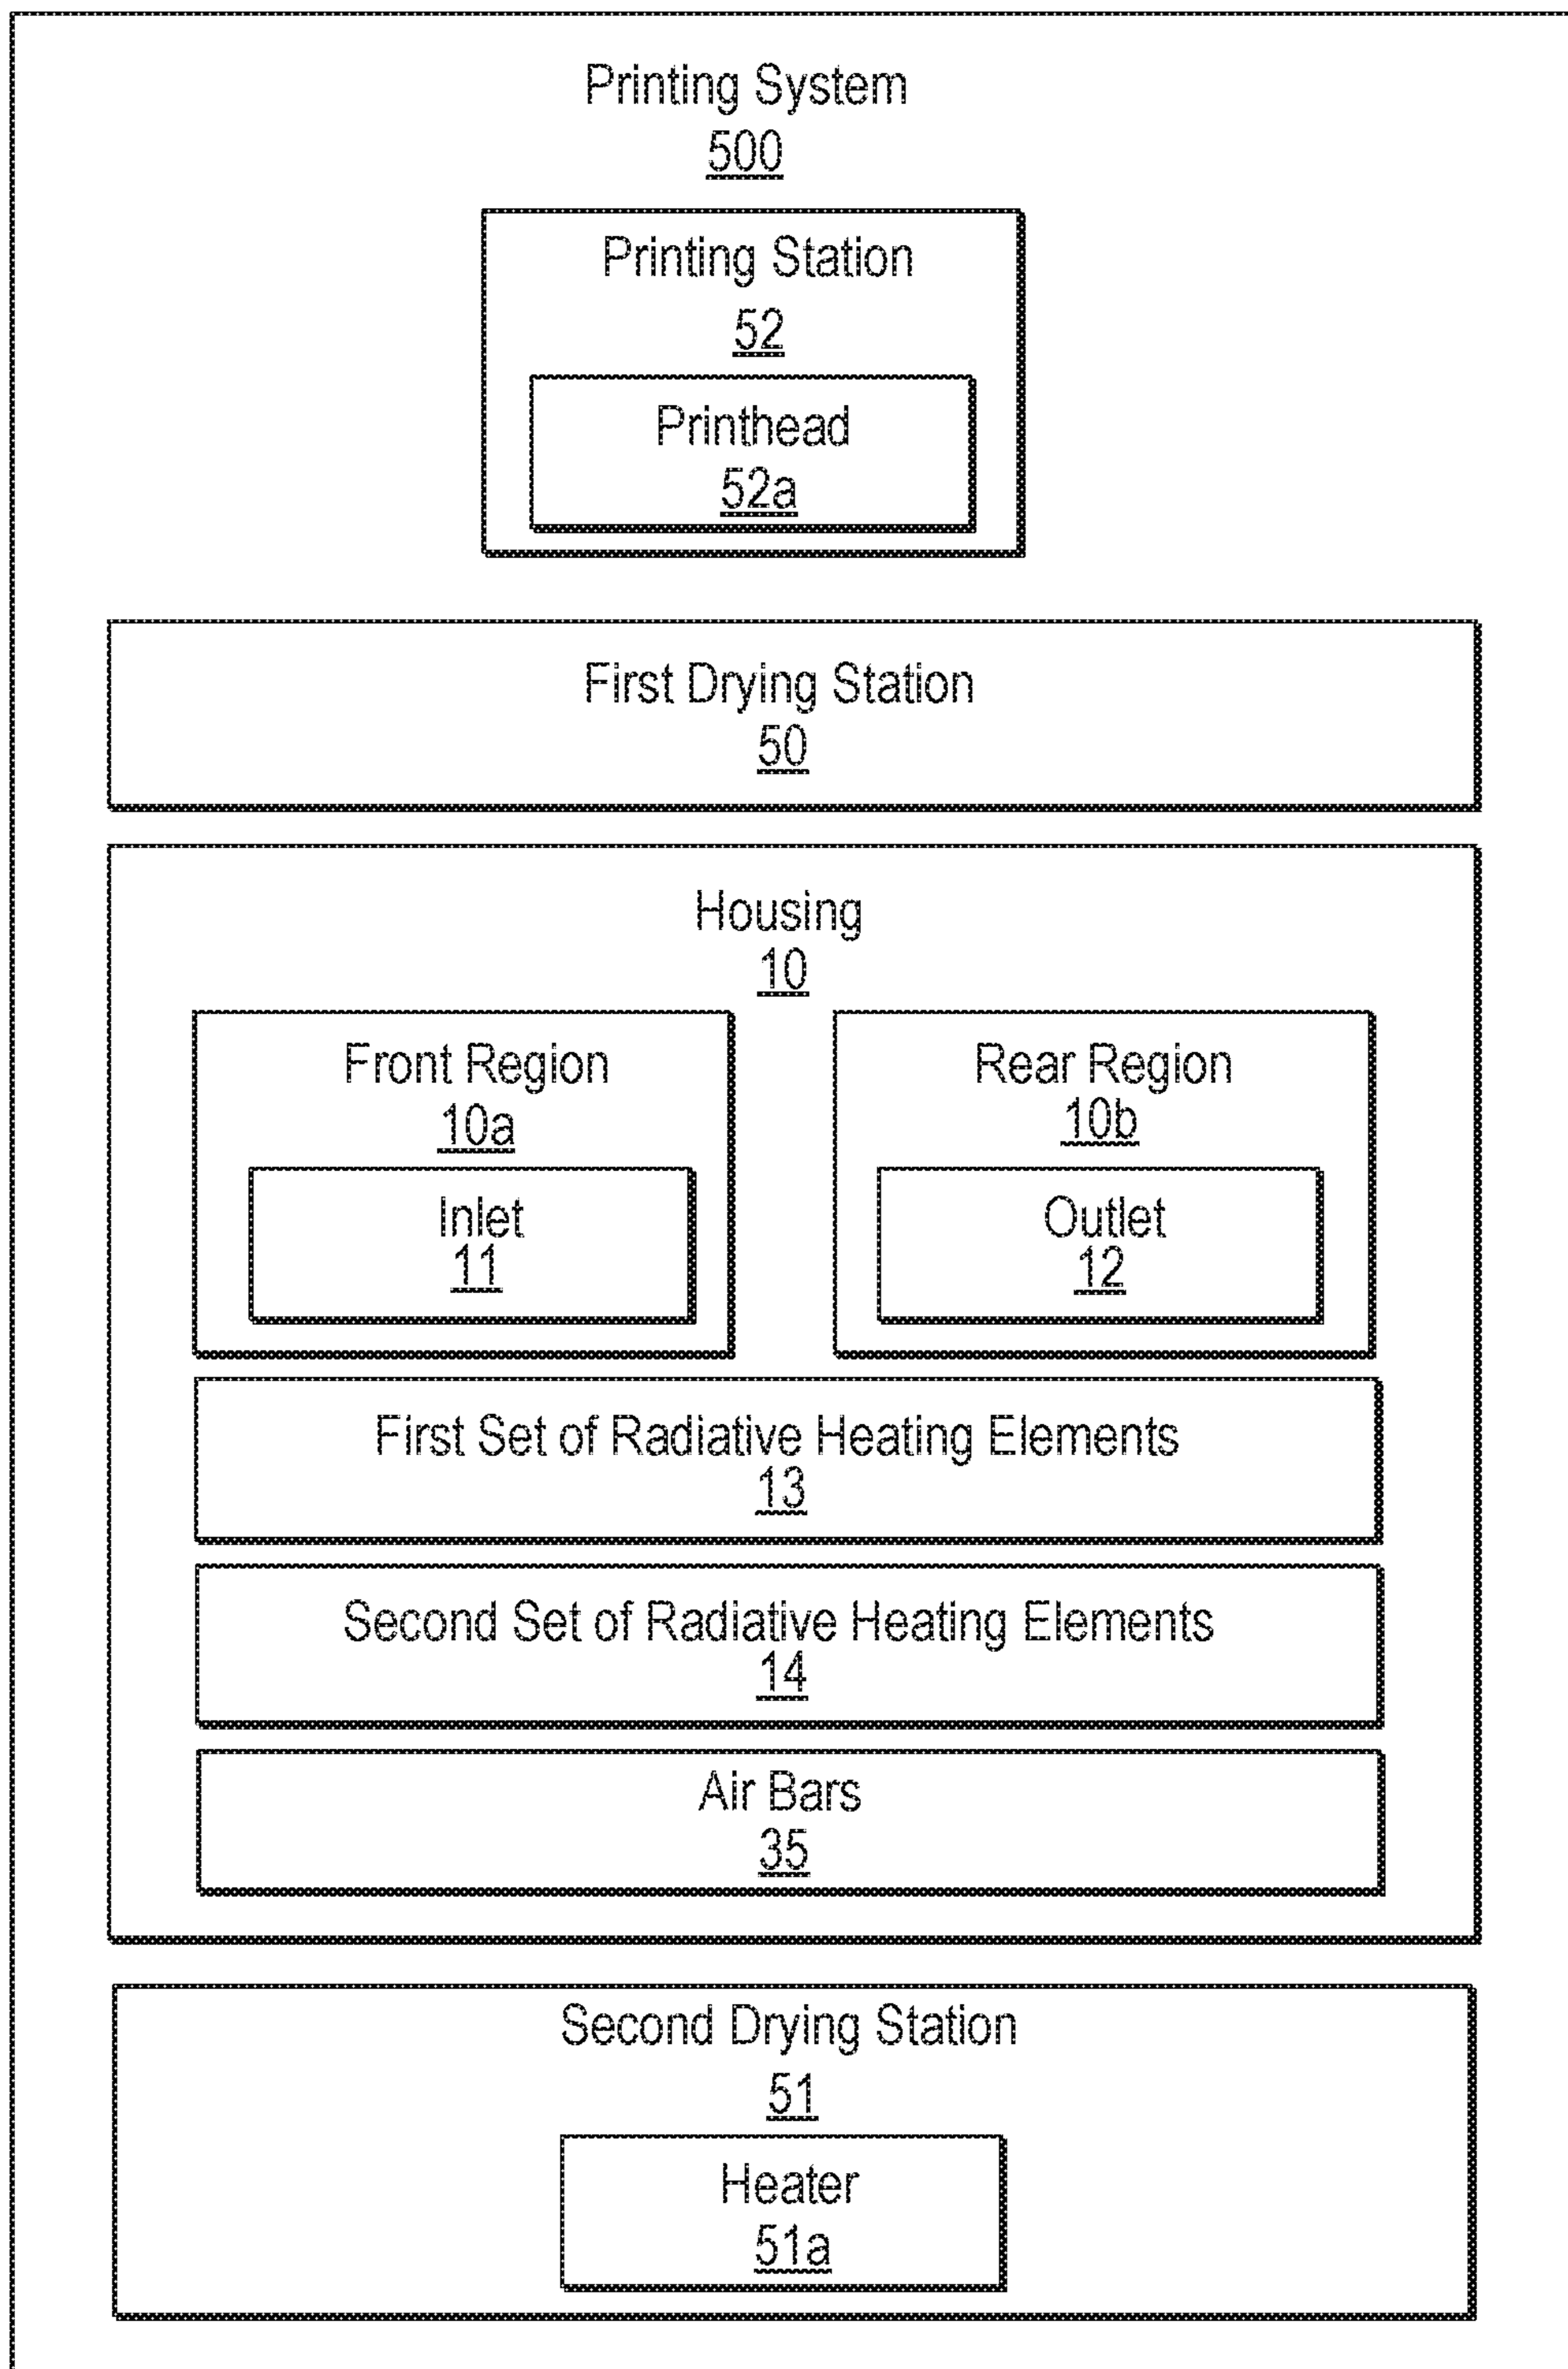 Printing System
500
Printing Station
52
Printhead
52a
First Drying Station
50
Housing
10
Front Region
10a
Inlet
11
Rear Region
10b
Outlet
12
First Set of Radiative Heating Elements
13
Second Set of Radiative Heating Elements
14
Air Bars
35
Second Drying Station
51
Heater
51a